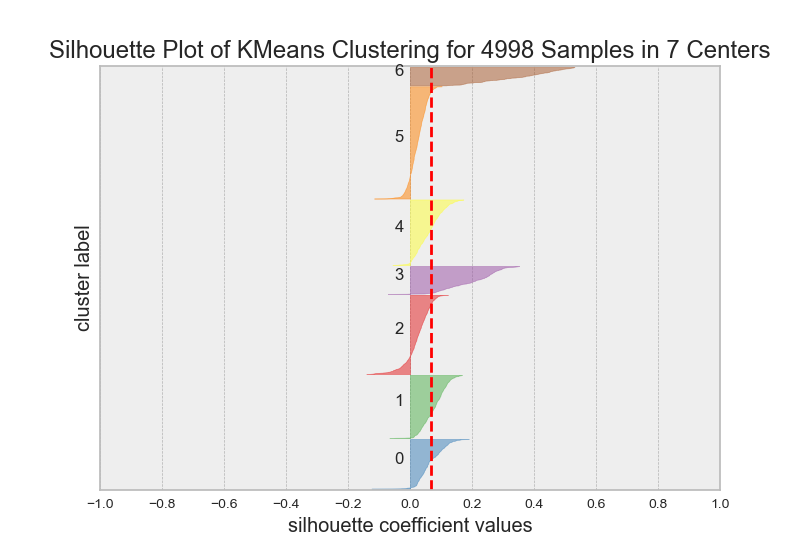 Silhouette Plot of KMeans Clustering for 4998 Samples in 7 Centers
6
5
4
3
2
1
0
cluster label
−1.0 −0.8 −0.6 −0.4 −0.2 0.0 0.2 0.4 0.6 0.8 1.0
silhouette coefficient values